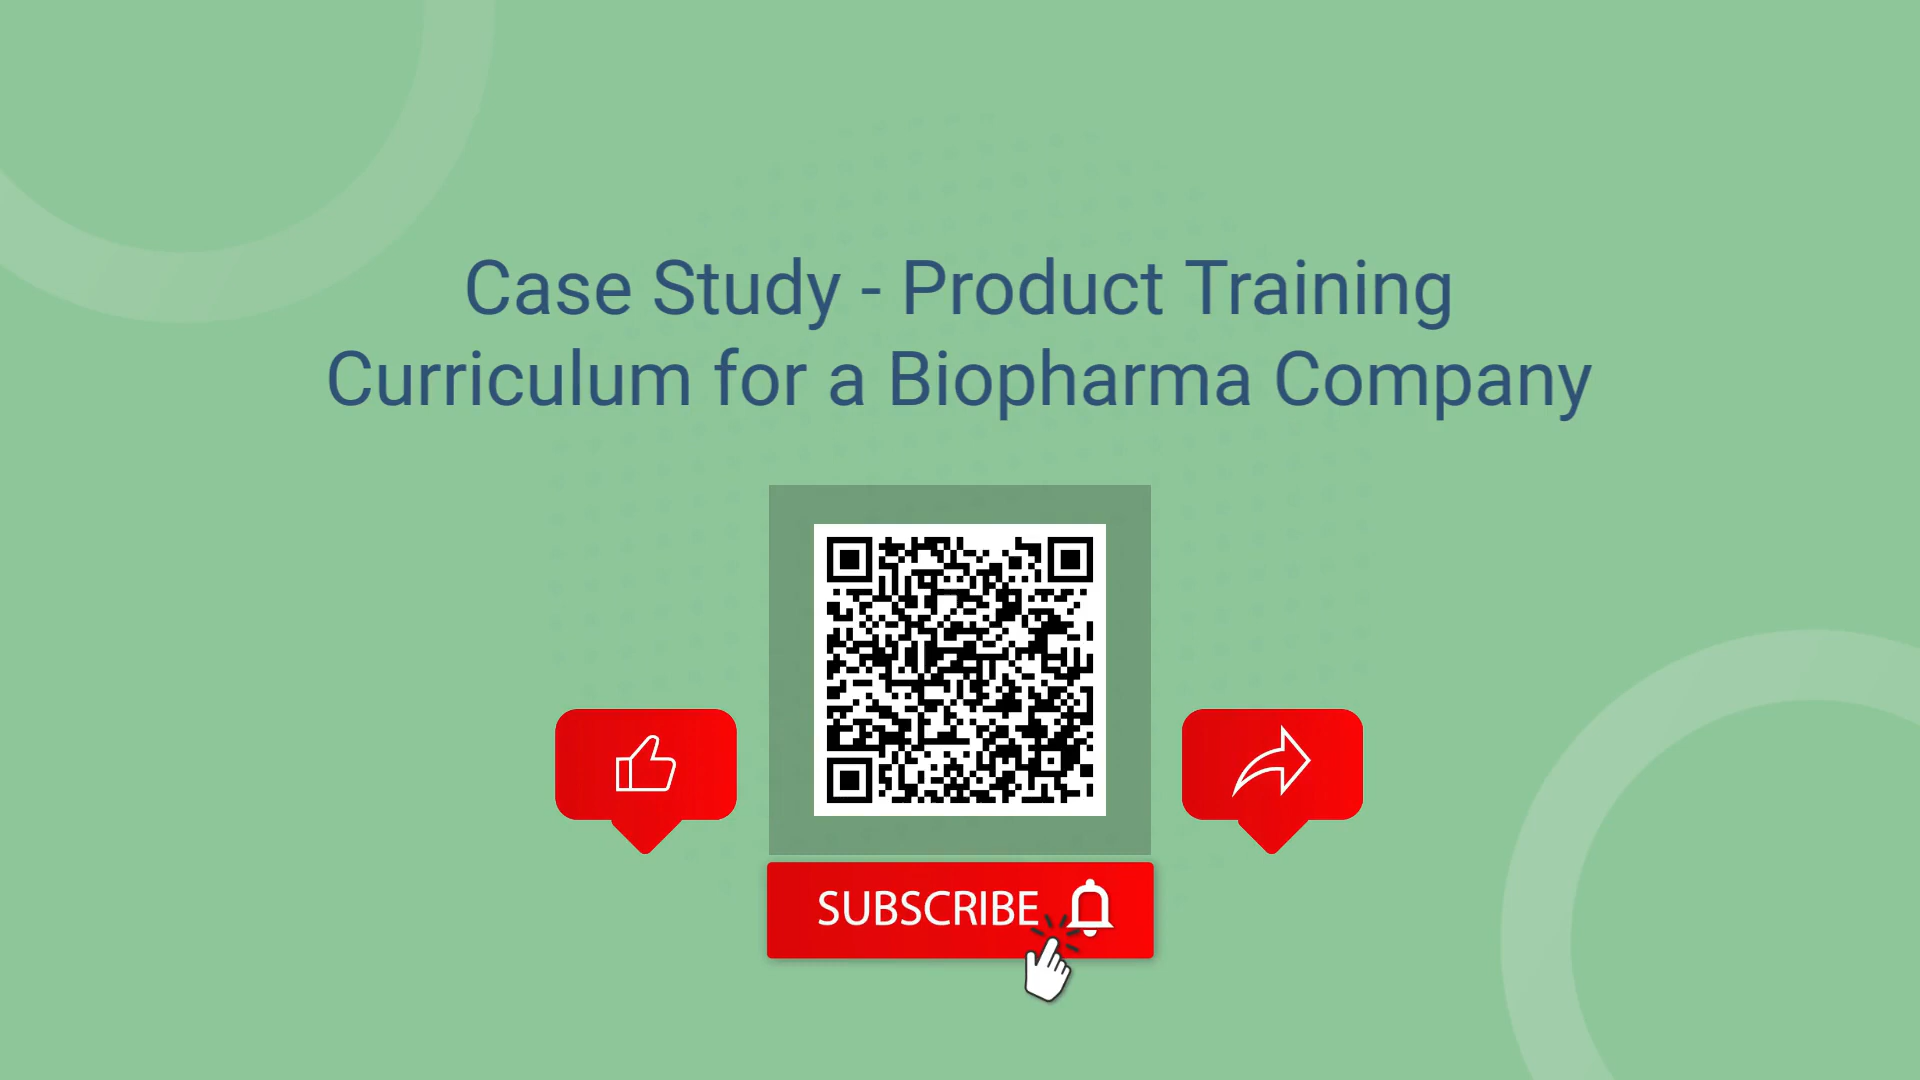 Case Study - Product Training
Curriculum for a Biopharma Company
SUBSCRIBE